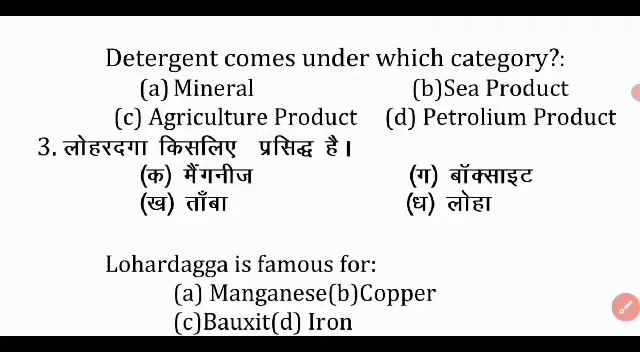 Detergent comes under which category?:
(a) Mineral (b)Sea Product
(c) Agriculture Product (d) Petrolium Product
3. लोहरदगा किसलिए प्रसिद्ध है।
(क) मैंगनीज (ग) बॉक्साइट
(ख) ताँबा (ध) लोहा
Lohardagga is famous for:
(a) Manganese(b)Copper
(c)Bauxit(d) Iron